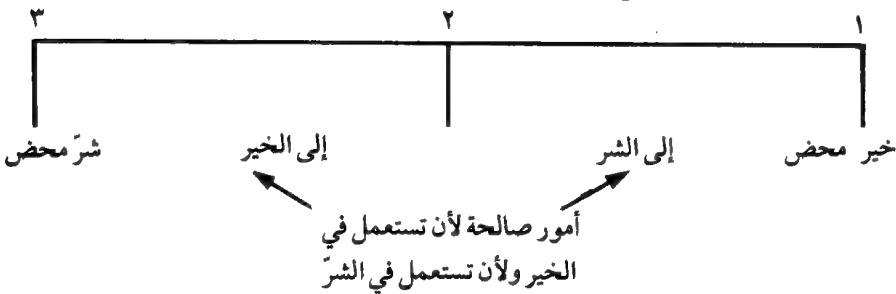 ١ ٢ ٣
خير محض إلى الشر إلى الخير شرّ محض
أمور صالحة لأن تستعمل في
الخير ولأن تستعمل في الشرّ